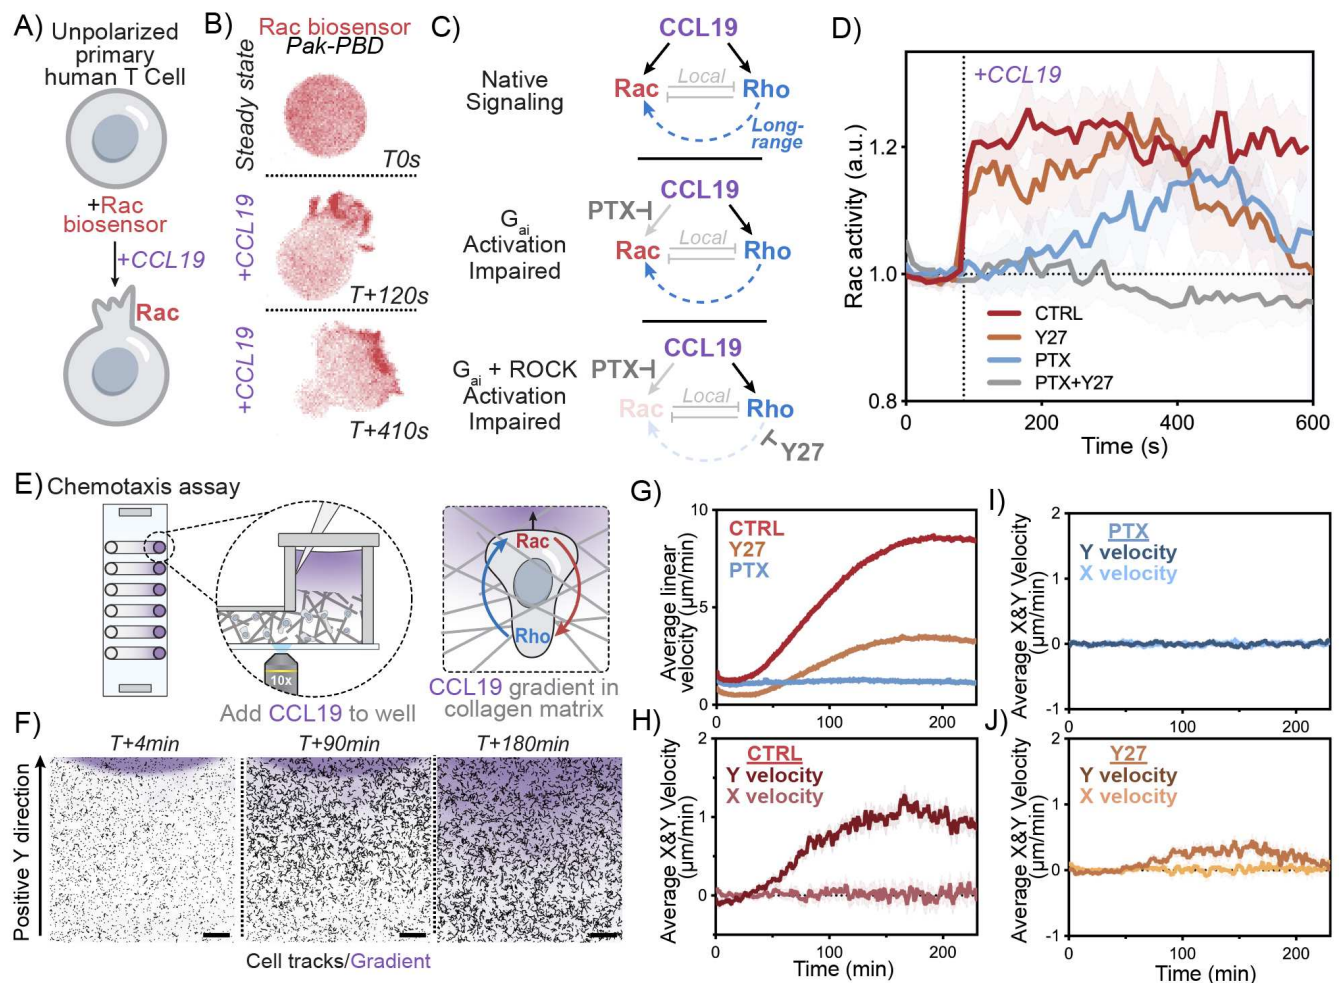 A)
Unpolarized
primary
human T Cell
+Rac
biosensor
+CCL19
Rac
B)
Rac biosensor
Pak-PBD
Steady state
T0s
+CCL19
T+120s
+CCL19
T+410s
C)
CCL19
Native
Signaling
Rac
Local
Rho
Long-
range
CCL19
PTX
Gai
Activation
Impaired
Rac
Local
Rho
CCL19
PTX
Gai + ROCK
Activation
Impaired
Rac
Local
Rho
Y27
D)
+CCL19
Rac activity (a.u.)
1.2
1.0
0.8
CTRL
Y27
PTX
PTX+Y27
0
200
400
600
Time (s)
E)
Chemotaxis assay
10x
Add CCL19 to well
Rac
Rho
CCL19 gradient in
collagen matrix
F)
T+4min
T+90min
T+180min
Positive Y direction
Cell tracks/Gradient
G)
Average linear
velocity (µm/min)
10
5
0
CTRL
Y27
PTX
0
100
200
H)
Average X&Y Velocity
(µm/min)
2
1
0
CTRL
Y velocity
X velocity
0
100
200
Time (min)
I)
Average X&Y Velocity
(µm/min)
2
1
0
-1
PTX
Y velocity
X velocity
0
100
200
J)
Average X&Y Velocity
(µm/min)
2
1
0
-1
Y27
Y velocity
X velocity
0
100
200
Time (min)